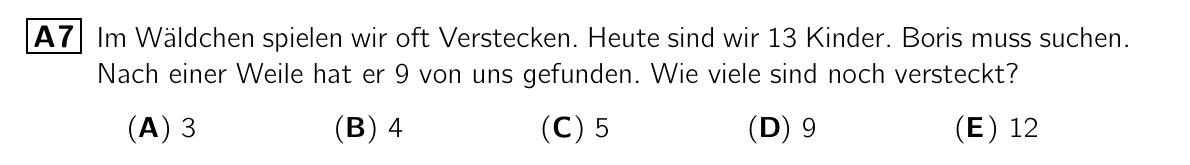 A7 Im Wäldchen spielen wir oft Verstecken. Heute sind wir 13 Kinder. Boris muss suchen.
Nach einer Weile hat er 9 von uns gefunden. Wie viele sind noch versteckt?
(A) 3 (B) 4 (C) 5 (D) 9 (E) 12